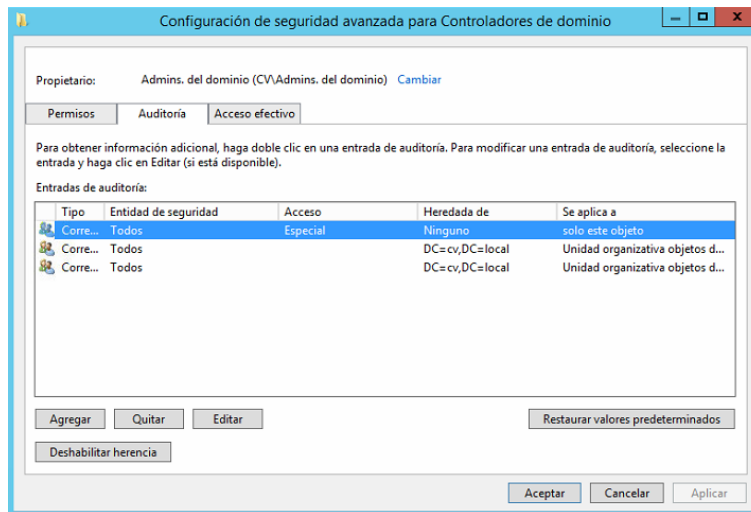 Configuración de seguridad avanzada para Controladores de dominio
Propietario: Admins. del dominio (CV\Admins. del dominio) Cambiar
Permisos Auditoría Acceso efectivo
Para obtener información adicional, haga doble clic en una entrada de auditoría. Para modificar una entrada de auditoría, seleccione la
entrada y haga clic en Editar (si está disponible).
Entradas de auditoría:
Tipo Entidad de seguridad Acceso Heredada de Se aplica a
Corre... Todos Especial Ninguno solo este objeto
Corre... Todos DC=cv,DC=local Unidad organizativa objetos d...
Corre... Todos DC=cv,DC=local Unidad organizativa objetos d...
Agregar Quitar Editar Restaurar valores predeterminados
Deshabilitar herencia
Aceptar Cancelar Aplicar